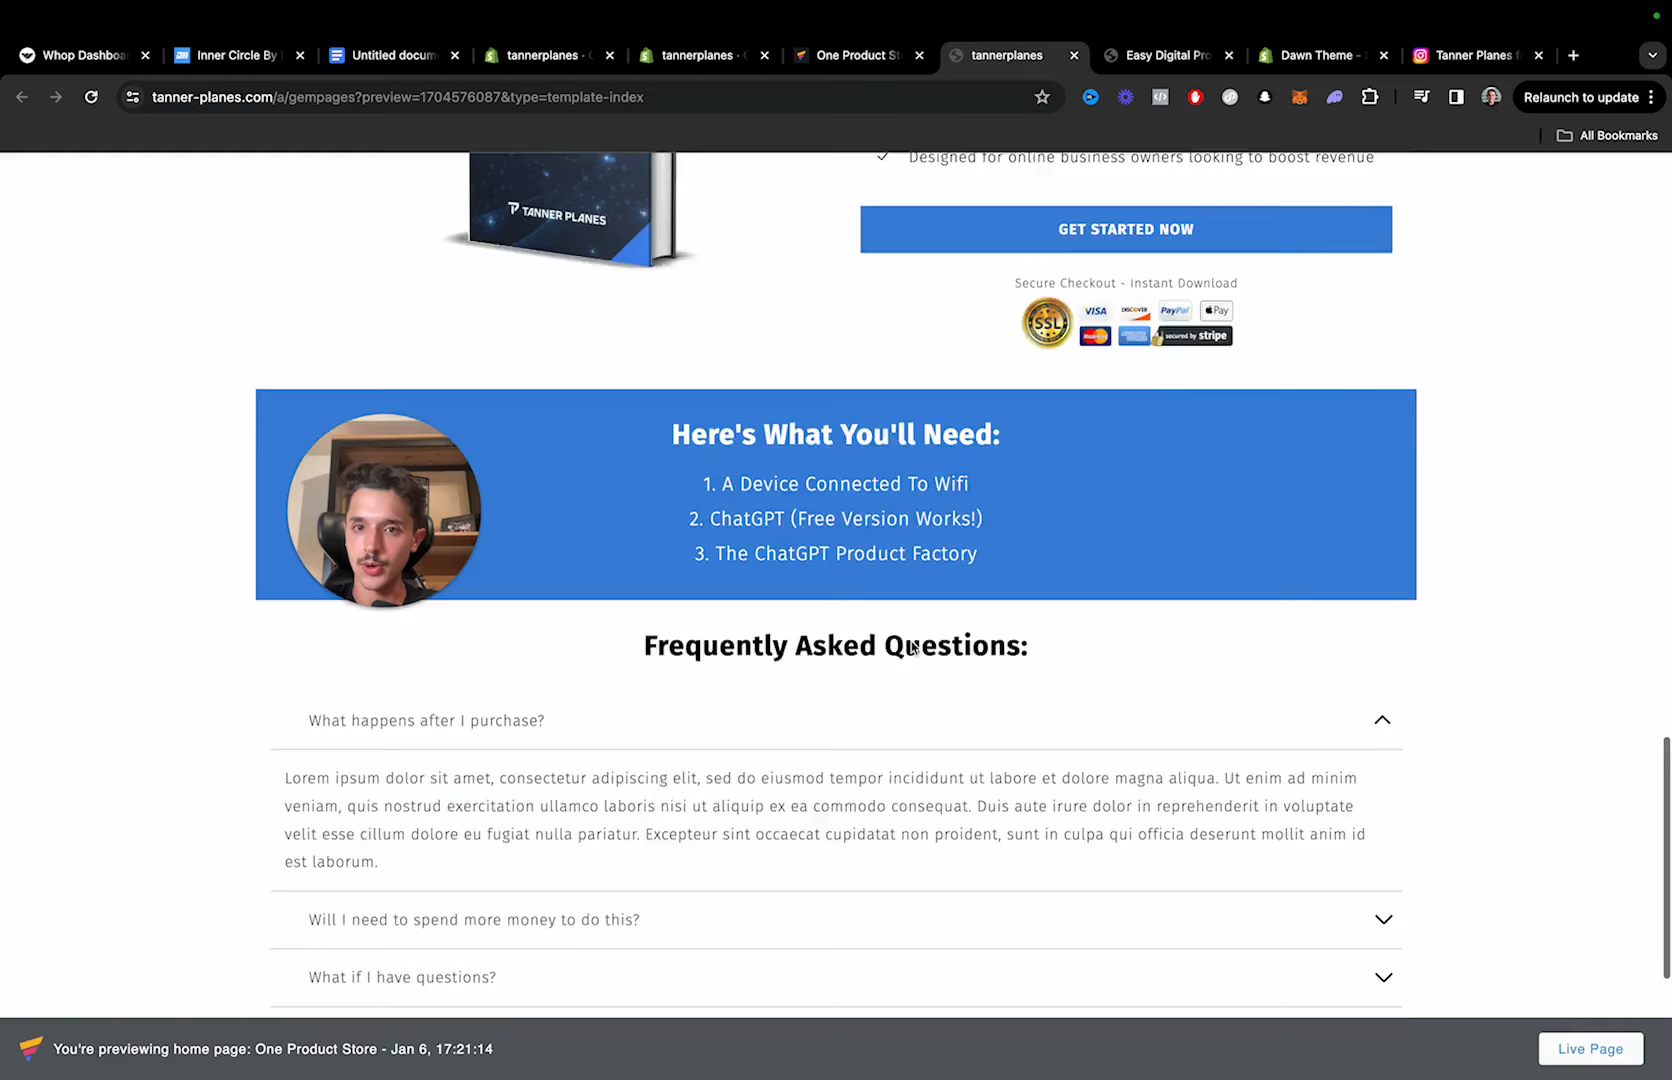 Whop Dashboa
Inner Circle By
Untitled docum
tannerplanes -
tannerplanes -
One Product St
tannerplanes
Easy Digital Pro
Dawn Theme -
Tanner Planes f
tanner-planes.com/a/gempages?preview=1704576087&type=template-index
Relaunch to update
All Bookmarks
Designed for online business owners looking to boost revenue
TANNER PLANES
GET STARTED NOW
Secure Checkout - Instant Download
SSL VISA DISCOVER PayPal Pay
secured by stripe
Here's What You'll Need:
1. A Device Connected To Wifi
2. ChatGPT (Free Version Works!)
3. The ChatGPT Product Factory
Frequently Asked Questions:
What happens after I purchase?
Lorem ipsum dolor sit amet, consectetur adipiscing elit, sed do eiusmod tempor incididunt ut labore et dolore magna aliqua. Ut enim ad minim
veniam, quis nostrud exercitation ullamco laboris nisi ut aliquip ex ea commodo consequat. Duis aute irure dolor in reprehenderit in voluptate
velit esse cillum dolore eu fugiat nulla pariatur. Excepteur sint occaecat cupidatat non proident, sunt in culpa qui officia deserunt mollit anim id
est laborum.
Will I need to spend more money to do this?
What if I have questions?
You're previewing home page: One Product Store - Jan 6, 17:21:14
Live Page